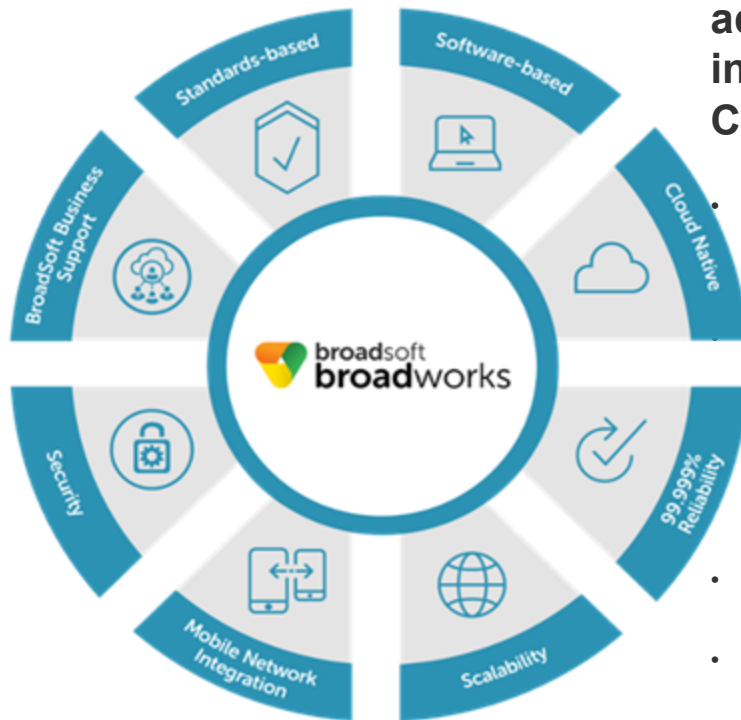 ac
in
C
Standards-based
Software-based
Cloud Native
99.999%
Reliability
Scalability
Mobile Network
Integration
Security
BroadSoft Business
Support
broadsoft
broadworks